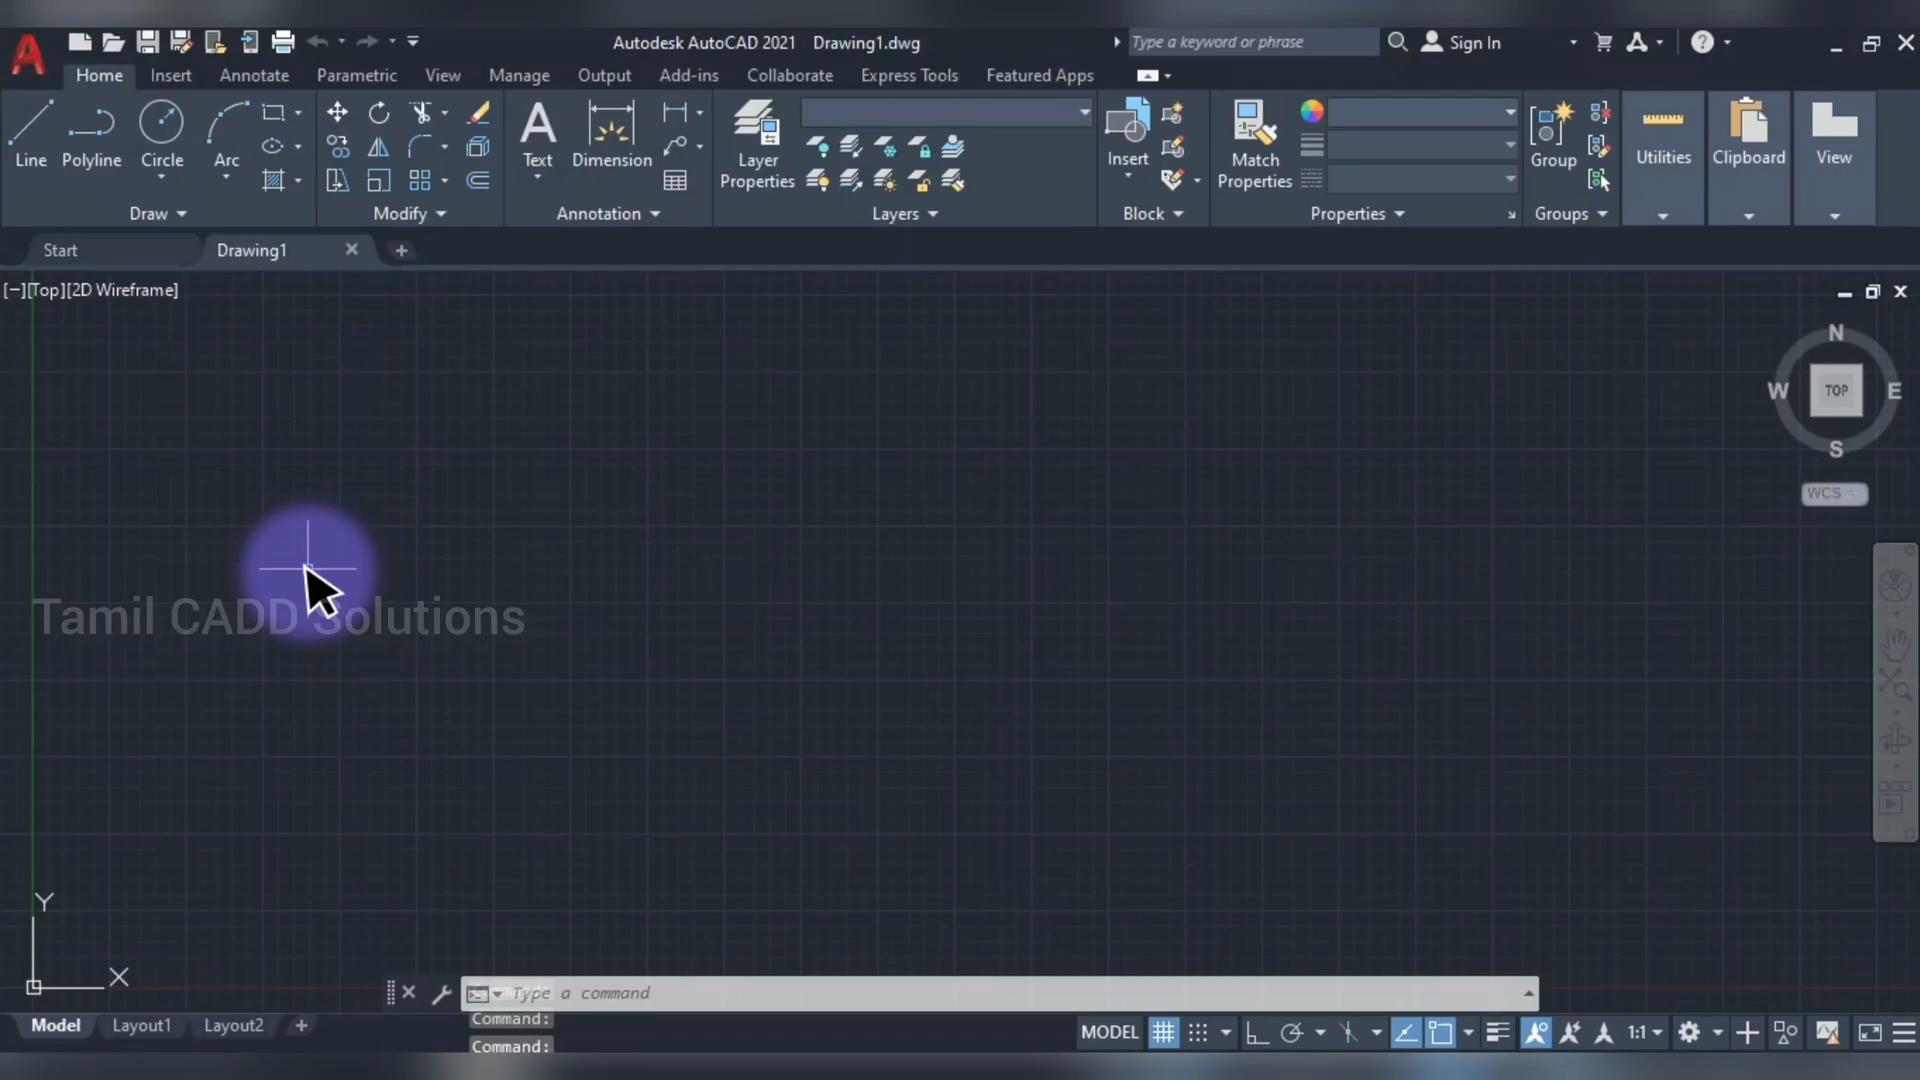 Autodesk AutoCAD 2021 Drawing1.dwg
Type a keyword or phrase
Sign In
Home Insert Annotate Parametric View Manage Output Add-ins Collaborate Express Tools Featured Apps
Line Polyline Circle Arc
Text Dimension
Layer Properties
Insert
Match Properties
Group
Utilities
Clipboard
View
Draw Modify Annotation Layers Block Properties Groups
Start Drawing1
[−][Top][2D Wireframe]
N
W TOP E
S
WCS
Tamil CADD Solutions
Y
X
Type a command
Command:
Command:
Model Layout1 Layout2
MODEL 1:1